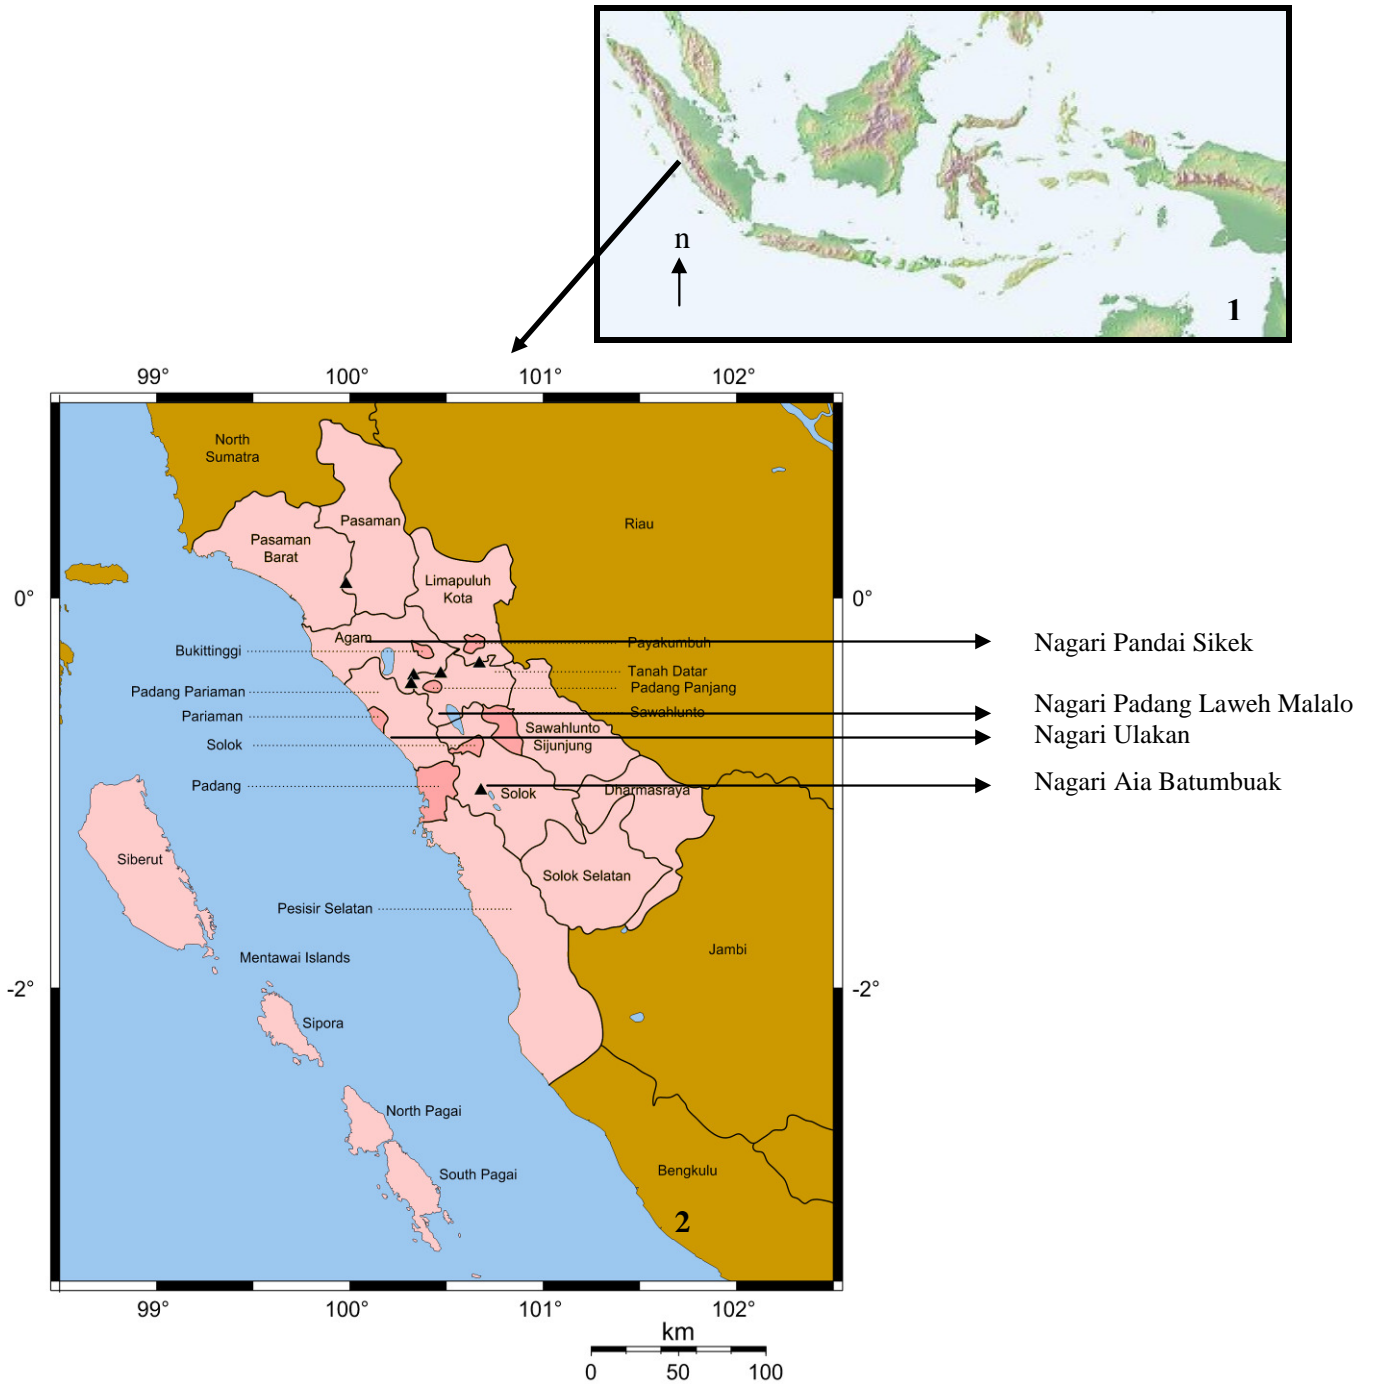 n
1
99°
100°
101°
102°
North
Sumatra
Pasaman
Riau
Pasaman
Barat
Limapuluh
Kota
0°
0°
Agam
Payakumbuh
Nagari Pandai Sikek
Bukittinggi
Tanah Datar
Padang Pariaman
Padang Panjang
Nagari Padang Laweh Malalo
Pariaman
Sawahlunto
Sawahlunto
Sijunjung
Nagari Ulakan
Solok
Padang
Solok
Dharmasraya
Nagari Aia Batumbuak
Siberut
Solok Selatan
Pesisir Selatan
Jambi
Mentawai Islands
-2°
-2°
Sipora
North Pagai
South Pagai
Bengkulu
2
99°
100°
101°
102°
km
0
50
100